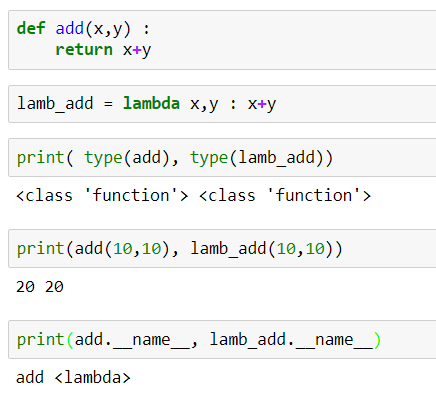 def add(x,y) :
    return x+y
lamb_add = lambda x,y : x+y
print( type(add), type(lamb_add))
<class 'function'> <class 'function'>
print(add(10,10), lamb_add(10,10))
20 20
print(add.__name__, lamb_add.__name__)
add <lambda>